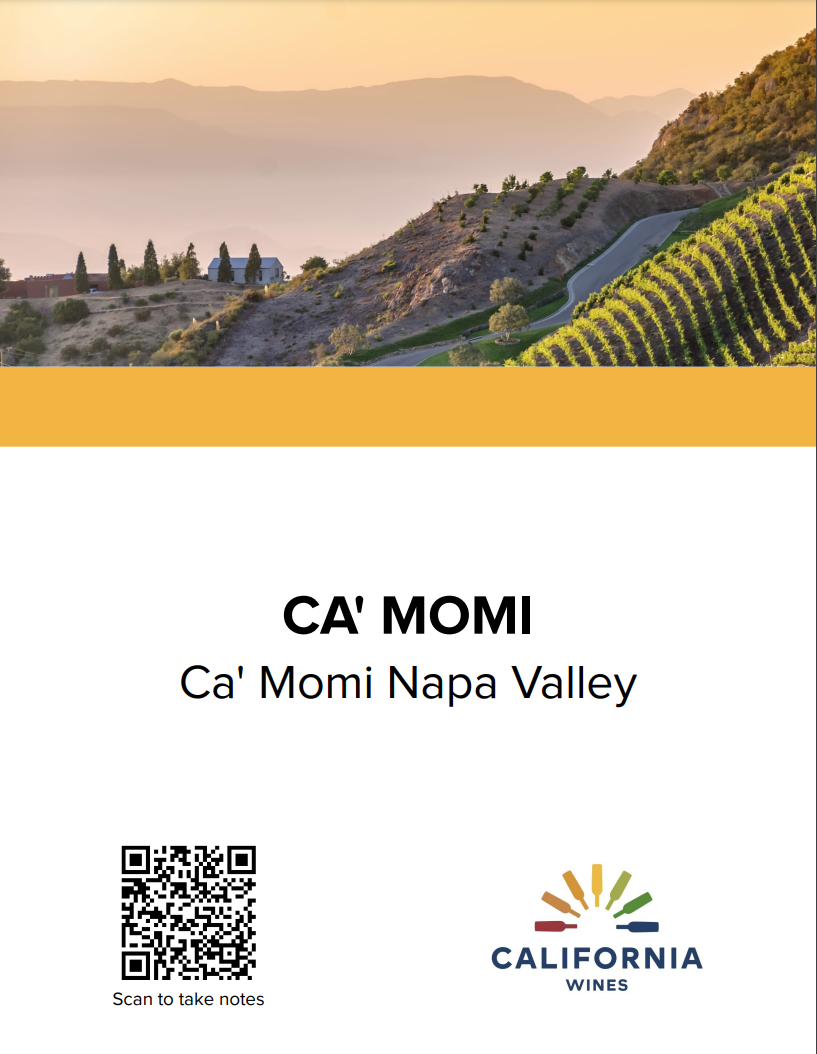 CA' MOMI
Ca' Momi Napa Valley
Scan to take notes
CALIFORNIA
WINES